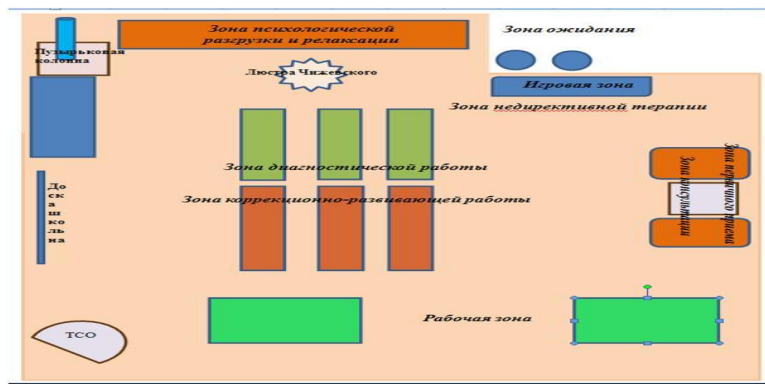 Зона психологической
разгрузки и релаксации
Зона ожидания
Пузырьковая
колонна
Люстра Чижевского
Игровая зона
Зона недирективной терапии
Зона диагностической работы
Зона коррекционно-развивающей работы
До
ск
а
ш
ко
ль
на
Зона первичного приема
Зона консультации
Рабочая зона
ТСО